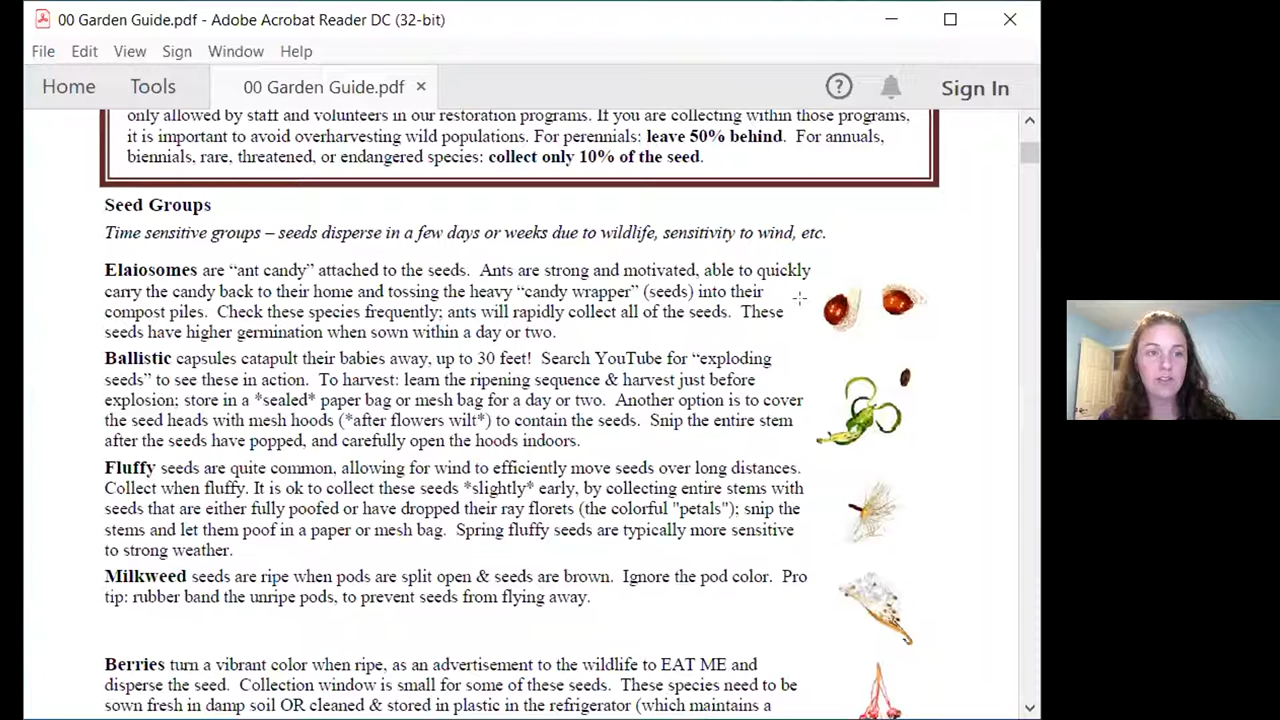 00 Garden Guide.pdf - Adobe Acrobat Reader DC (32-bit)
File Edit View Sign Window Help
Home Tools 00 Garden Guide.pdf × Sign In
only allowed by staff and volunteers in our restoration programs. If you are collecting within those programs,
it is important to avoid overharvesting wild populations. For perennials: leave 50% behind. For annuals,
biennials, rare, threatened, or endangered species: collect only 10% of the seed.
Seed Groups
Time sensitive groups – seeds disperse in a few days or weeks due to wildlife, sensitivity to wind, etc.
Elaiosomes are “ant candy” attached to the seeds. Ants are strong and motivated, able to quickly
carry the candy back to their home and tossing the heavy “candy wrapper” (seeds) into their
compost piles. Check these species frequently; ants will rapidly collect all of the seeds. These
seeds have higher germination when sown within a day or two.
Ballistic capsules catapult their babies away, up to 30 feet! Search YouTube for “exploding
seeds” to see these in action. To harvest: learn the ripening sequence & harvest just before
explosion; store in a *sealed* paper bag or mesh bag for a day or two. Another option is to cover
the seed heads with mesh hoods (*after flowers wilt*) to contain the seeds. Snip the entire stem
after the seeds have popped, and carefully open the hoods indoors.
Fluffy seeds are quite common, allowing for wind to efficiently move seeds over long distances.
Collect when fluffy. It is ok to collect these seeds *slightly* early, by collecting entire stems with
seeds that are either fully poofed or have dropped their ray florets (the colorful "petals"); snip the
stems and let them poof in a paper or mesh bag. Spring fluffy seeds are typically more sensitive
to strong weather.
Milkweed seeds are ripe when pods are split open & seeds are brown. Ignore the pod color. Pro
tip: rubber band the unripe pods, to prevent seeds from flying away.
Berries turn a vibrant color when ripe, as an advertisement to the wildlife to EAT ME and
disperse the seed. Collection window is small for some of these seeds. These species need to be
sown fresh in damp soil OR cleaned & stored in plastic in the refrigerator (which maintains a